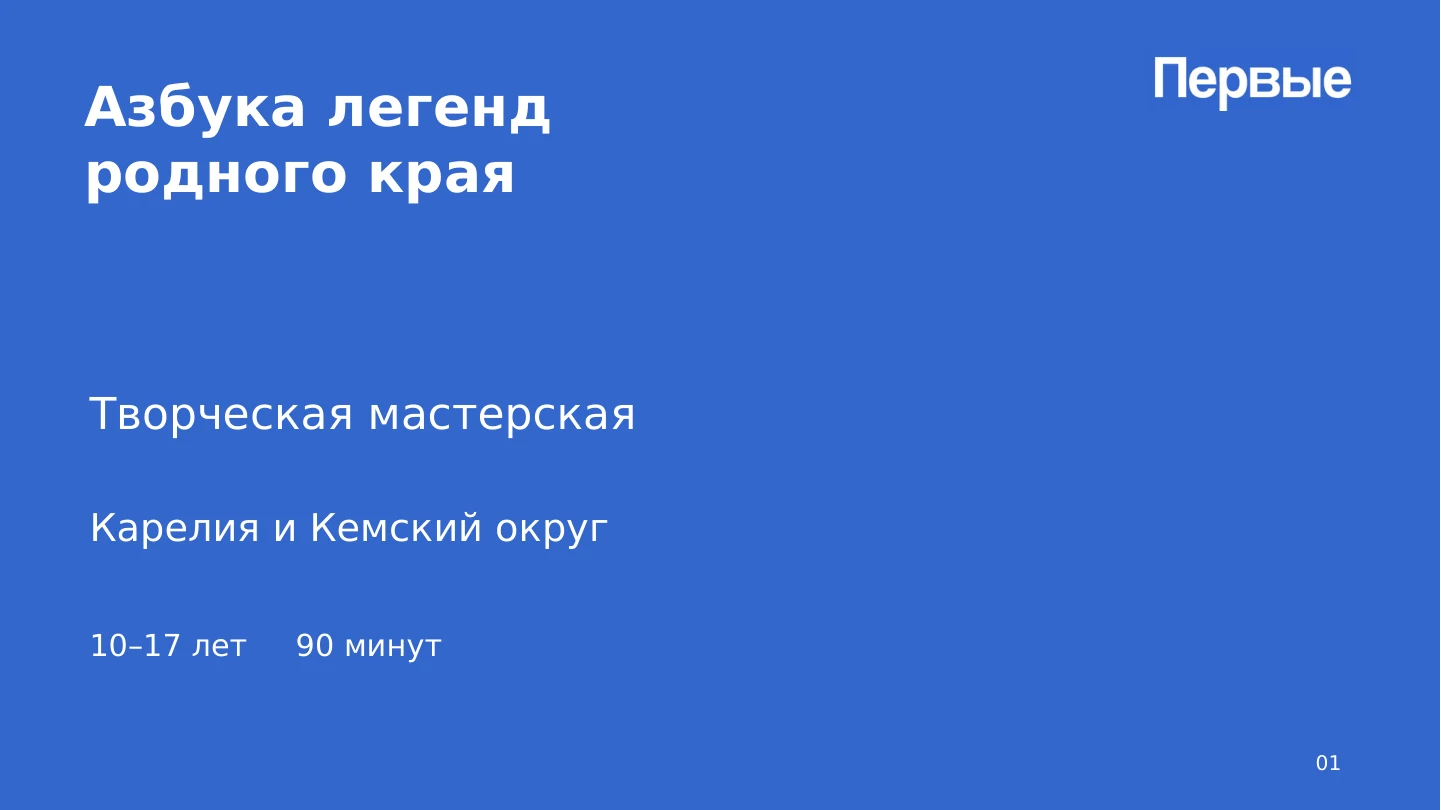 Первые
Азбука легенд
родного края
Творческая мастерская
Карелия и Кемский округ
10–17 лет 90 минут
01